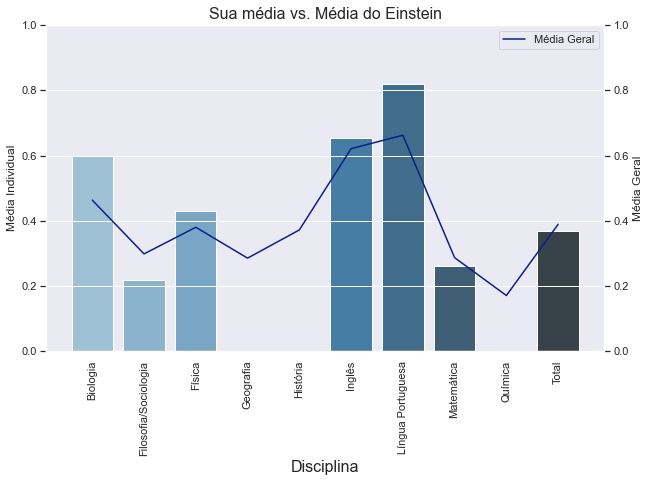 Sua média vs. Média do Einstein
Média Geral
1.0
0.8
0.6
0.4
0.2
0.0
Média Individual
1.0
0.8
0.6
0.4
0.2
0.0
Média Geral
Biologia
Filosofia/Sociologia
Física
Geografia
História
Inglês
Língua Portuguesa
Matemática
Química
Total
Disciplina